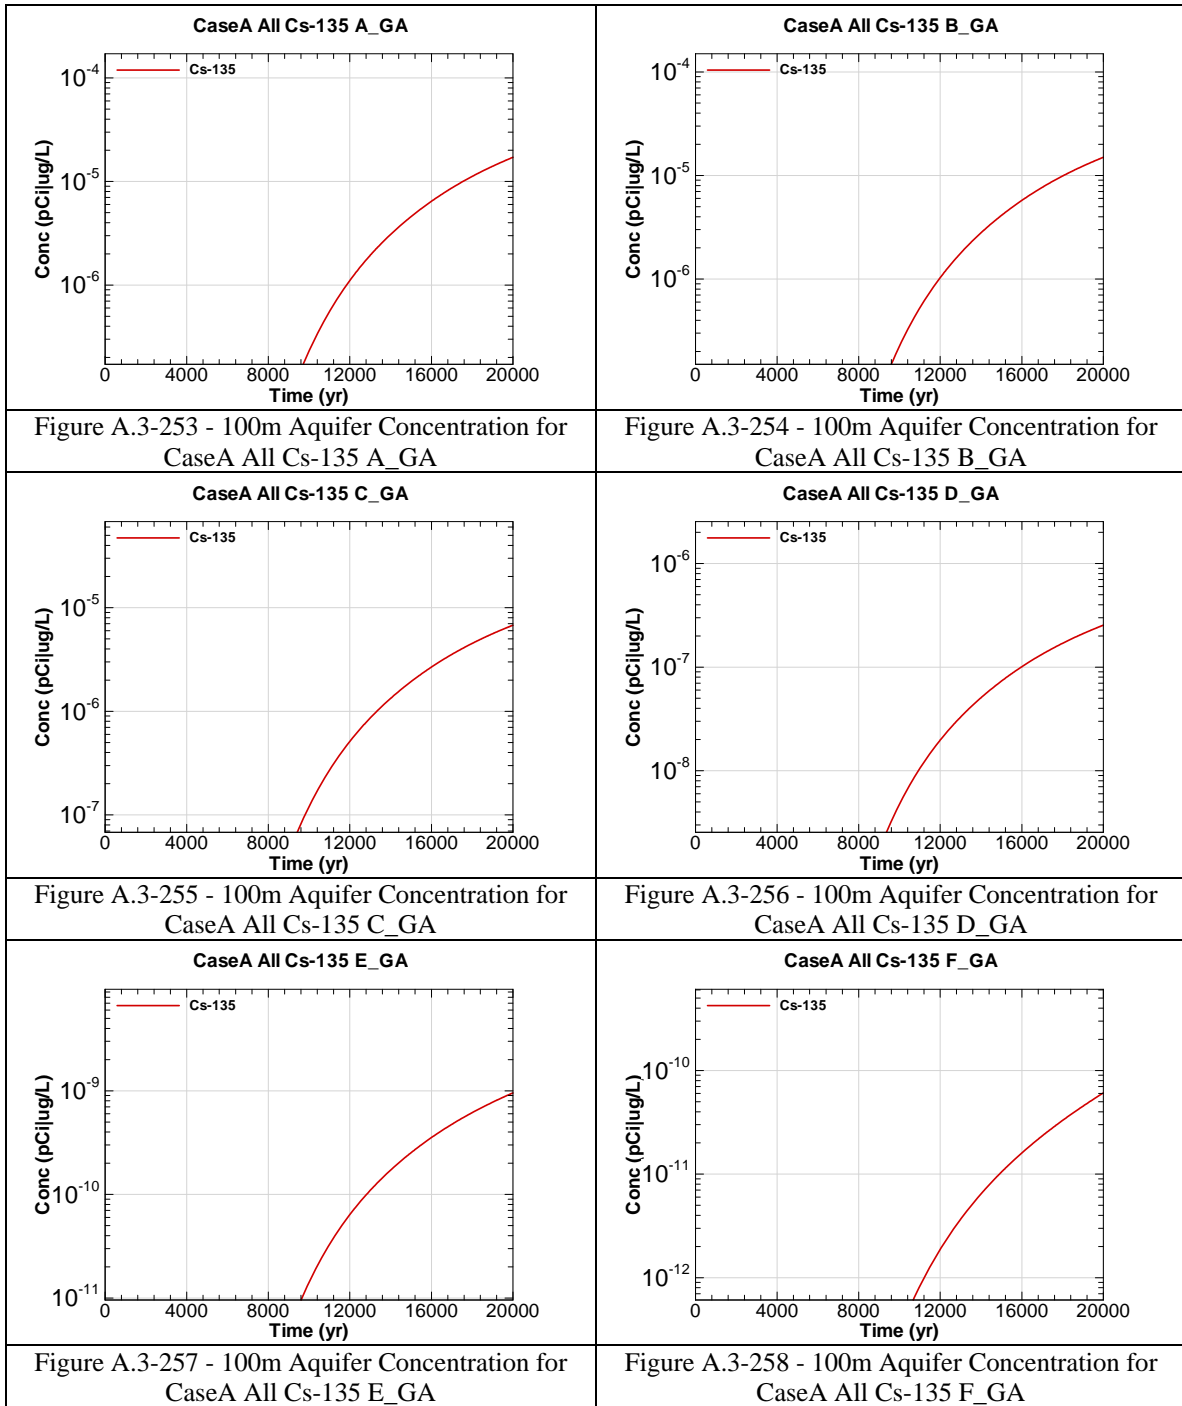 CaseA All Cs-135 A_GA
Cs-135
10-4
10-5
10-6
Conc (pCi|ug/L)
0 4000 8000 12000 16000 20000
Time (yr)
Figure A.3-253 - 100m Aquifer Concentration for
CaseA All Cs-135 A_GA
CaseA All Cs-135 B_GA
Cs-135
10-4
10-5
10-6
Conc (pCi|ug/L)
0 4000 8000 12000 16000 20000
Time (yr)
Figure A.3-254 - 100m Aquifer Concentration for
CaseA All Cs-135 B_GA
CaseA All Cs-135 C_GA
Cs-135
10-5
10-6
10-7
Conc (pCi|ug/L)
0 4000 8000 12000 16000 20000
Time (yr)
Figure A.3-255 - 100m Aquifer Concentration for
CaseA All Cs-135 C_GA
CaseA All Cs-135 D_GA
Cs-135
10-6
10-7
10-8
Conc (pCi|ug/L)
0 4000 8000 12000 16000 20000
Time (yr)
Figure A.3-256 - 100m Aquifer Concentration for
CaseA All Cs-135 D_GA
CaseA All Cs-135 E_GA
Cs-135
10-9
10-10
10-11
Conc (pCi|ug/L)
0 4000 8000 12000 16000 20000
Time (yr)
Figure A.3-257 - 100m Aquifer Concentration for
CaseA All Cs-135 E_GA
CaseA All Cs-135 F_GA
Cs-135
10-10
10-11
10-12
Conc (pCi|ug/L)
0 4000 8000 12000 16000 20000
Time (yr)
Figure A.3-258 - 100m Aquifer Concentration for
CaseA All Cs-135 F_GA